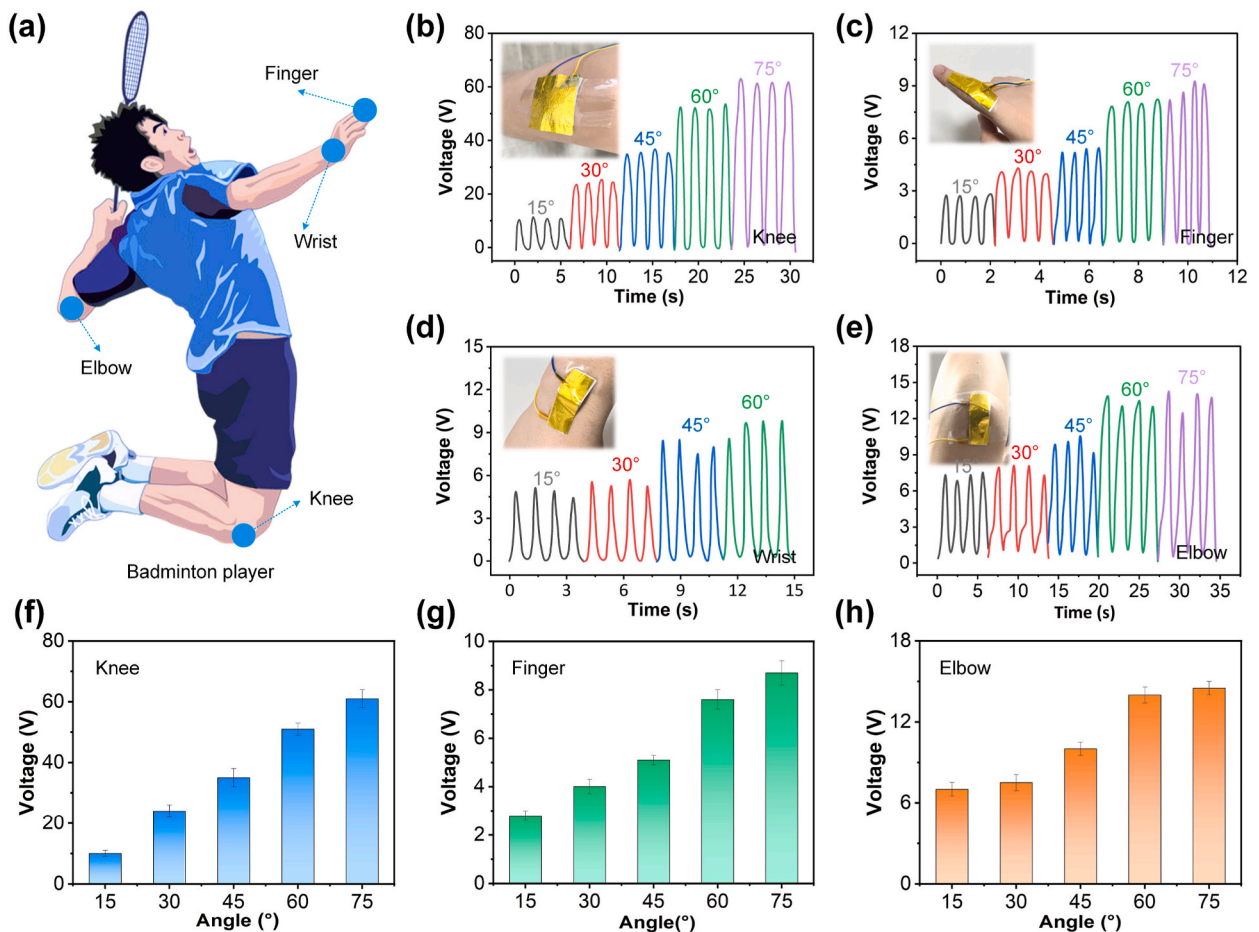 (a)
Finger
Wrist
Elbow
Knee
Badminton player
(b)
Voltage (V)
80
60
40
20
0
15°
30°
45°
60°
75°
Knee
0 5 10 15 20 25 30
Time (s)
(c)
Voltage (V)
12
9
6
3
0
15°
30°
45°
60°
75°
Finger
0 2 4 6 8 10 12
Time (s)
(d)
Voltage (V)
15
12
9
6
3
0
15°
30°
45°
60°
Wrist
0 3 6 9 12 15
Time (s)
(e)
Voltage (V)
18
15
12
9
6
3
0
15°
30°
45°
60°
75°
Elbow
0 5 10 15 20 25 30 35
Time (s)
(f)
Knee
Voltage (V)
80
60
40
20
0
15 30 45 60 75
Angle (°)
(g)
Finger
Voltage (V)
10
8
6
4
2
0
15 30 45 60 75
Angle(°)
(h)
Elbow
Voltage (V)
18
12
6
0
15 30 45 60 75
Angle (°)